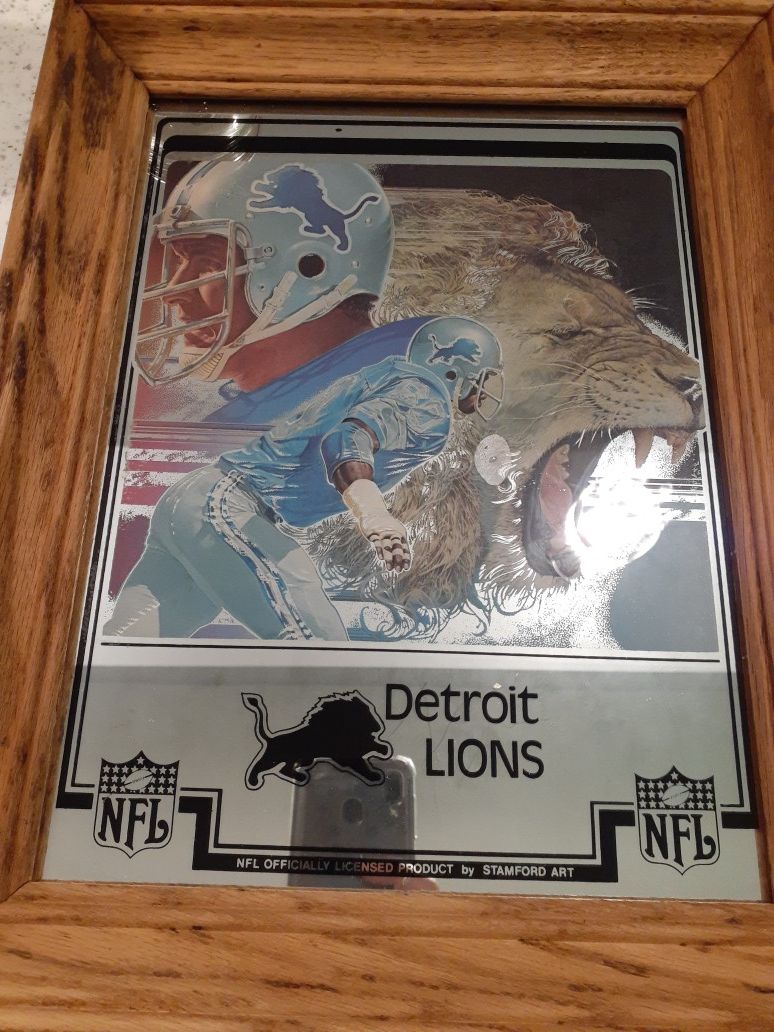 Detroit
LIONS
NFL
NFL
NFL OFFICIALLY LICENSED PRODUCT by STAMFORD ART